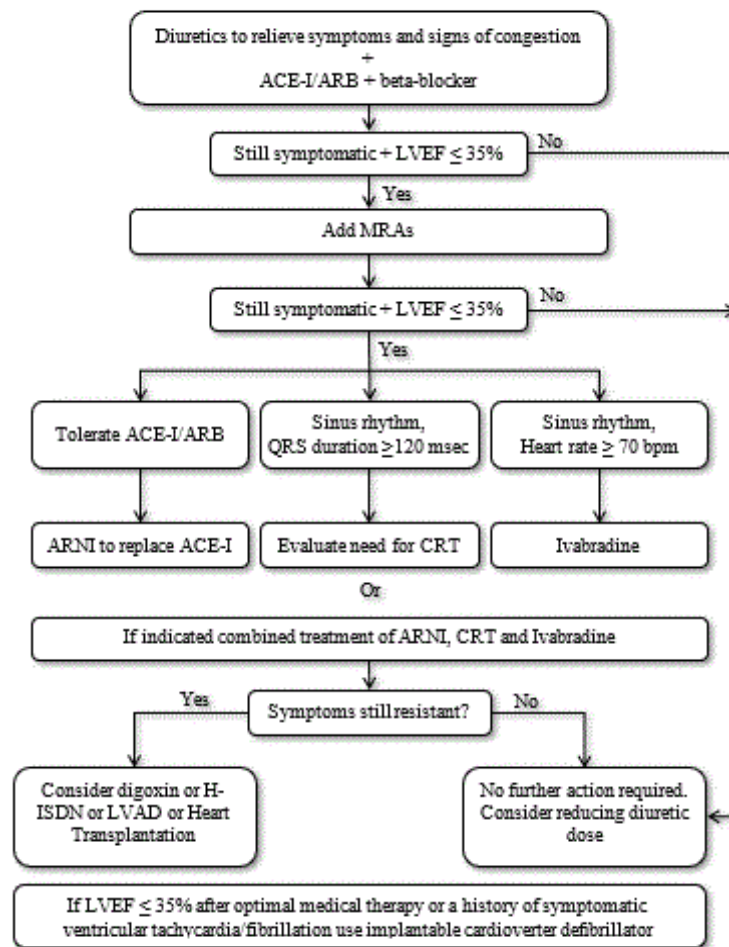 Diuretics to relieve symptoms and signs of congestion
+
ACE-I/ARB + beta-blocker
Still symptomatic + LVEF ≤ 35%
No
Yes
Add MRAs
Still symptomatic + LVEF ≤ 35%
No
Yes
Tolerate ACE-I/ARB
Sinus rhythm,
QRS duration ≥120 msec
Sinus rhythm,
Heart rate ≥ 70 bpm
ARNI to replace ACE-I
Evaluate need for CRT
Ivabradine
Or
If indicated combined treatment of ARNI, CRT and Ivabradine
Yes
Symptoms still resistant?
No
Consider digoxin or H-
ISDN or LVAD or Heart
Transplantation
No further action required.
Consider reducing diuretic
dose
If LVEF ≤ 35% after optimal medical therapy or a history of symptomatic
ventricular tachycardia/fibrillation use implantable cardioverter defibrillator